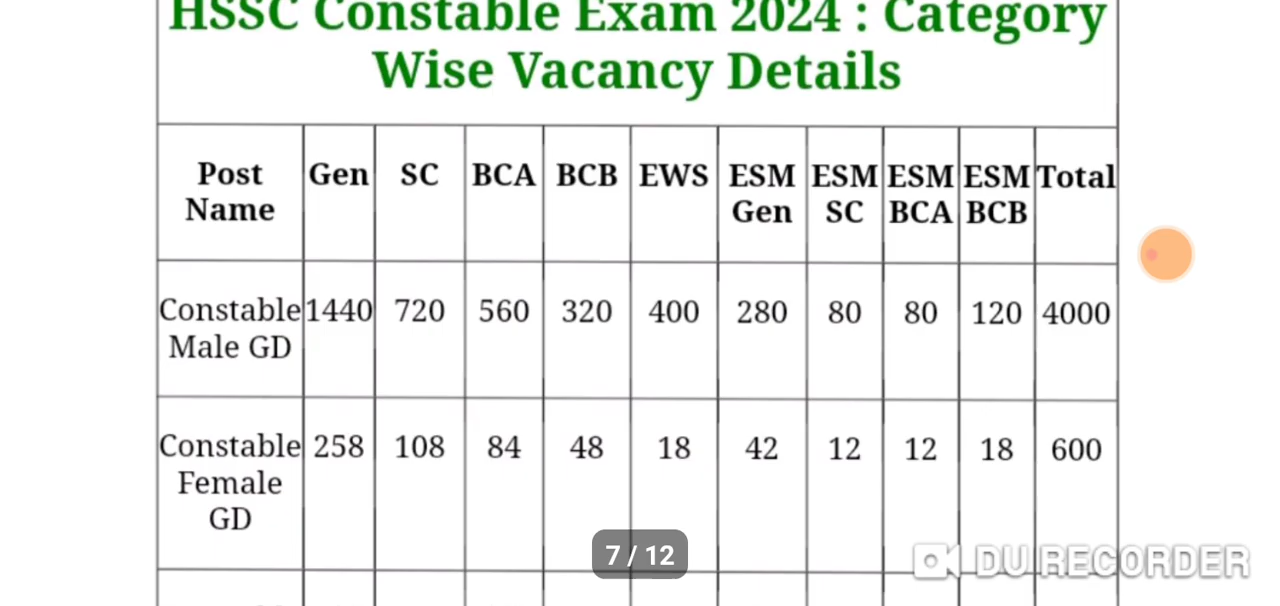 HSSC Constable Exam 2024 : Category
Wise Vacancy Details
Post Name Gen SC BCA BCB EWS ESM Gen ESM SC ESM BCA ESM BCB Total
Constable Male GD 1440 720 560 320 400 280 80 80 120 4000
Constable Female GD 258 108 84 48 18 42 12 12 18 600
7 / 12
DU RECORDER